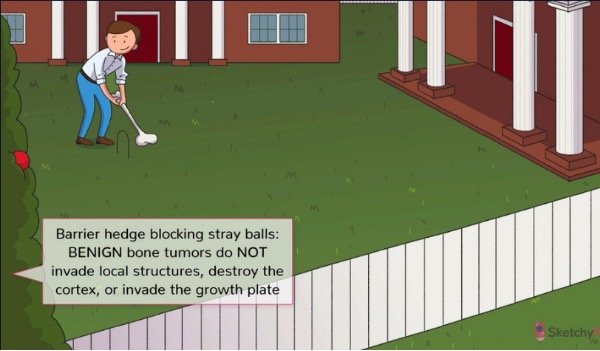 Barrier hedge blocking stray balls:
BENIGN bone tumors do NOT
invade local structures, destroy the
cortex, or invade the growth plate
Sketchy